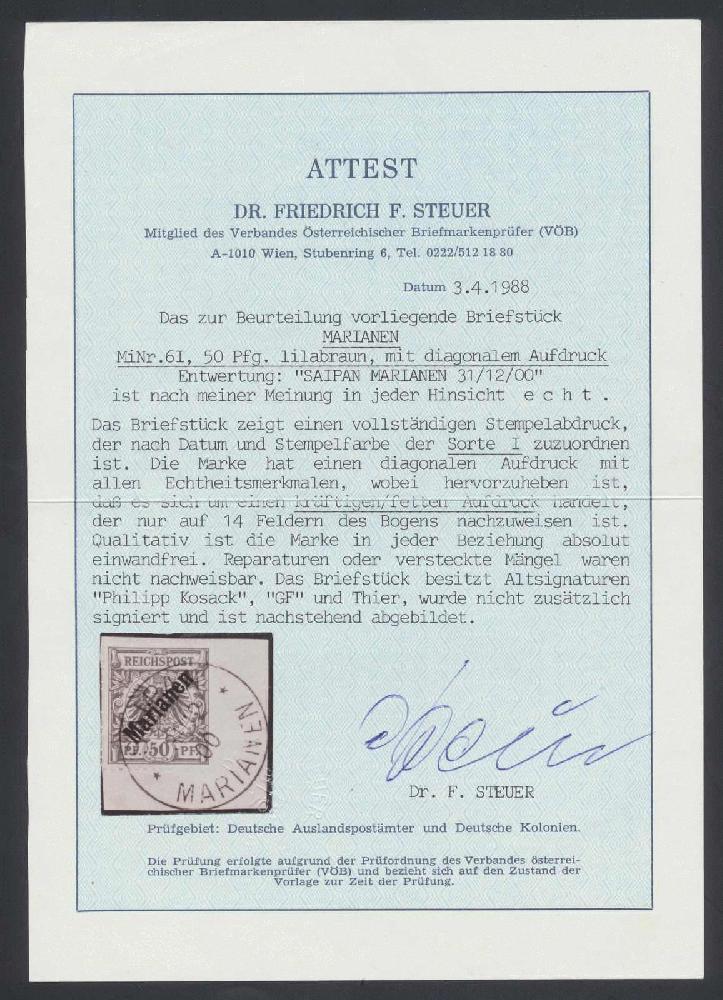 ATTEST
DR. FRIEDRICH F. STEUER
Mitglied des Verbandes Österreichischer Briefmarkenprüfer (VÖB)
A-1010 Wien, Stubenring 6, Tel. 0222/512 18 80
Datum 3.4.1988
Das zur Beurteilung vorliegende Briefstück
MARIANEN
MiNr.6I, 50 Pfg. lilabraun, mit diagonalem Aufdruck
Entwertung: "SAIPAN MARIANEN 31/12/00"
ist nach meiner Meinung in jeder Hinsicht e c h t .
Das Briefstück zeigt einen vollständigen Stempelabdruck,
der nach Datum und Stempelfarbe der Sorte I zuzuordnen
ist. Die Marke hat einen diagonalen Aufdruck mit
allen Echtheitsmerkmalen, wobei hervorzuheben ist,
daß es sich um einen kräftigen/fetten Aufdruck handelt,
der nur auf 14 Feldern des Bogens nachzuweisen ist.
Qualitativ ist die Marke in jeder Beziehung absolut
einwandfrei. Reparaturen oder versteckte Mängel waren
nicht nachweisbar. Das Briefstück besitzt Altsignaturen
"Philipp Kosack", "GF" und Thier, wurde nicht zusätzlich
signiert und ist nachstehend abgebildet.
REICHSPOST
Marianen
PF. 50 PF.
MARIANEN
Dr. F. STEUER
Prüfgebiet: Deutsche Auslandspostämter und Deutsche Kolonien.
Die Prüfung erfolgte aufgrund der Prüfordnung des Verbandes österrei-
chischer Briefmarkenprüfer (VÖB) und bezieht sich auf den Zustand der
Vorlage zur Zeit der Prüfung.